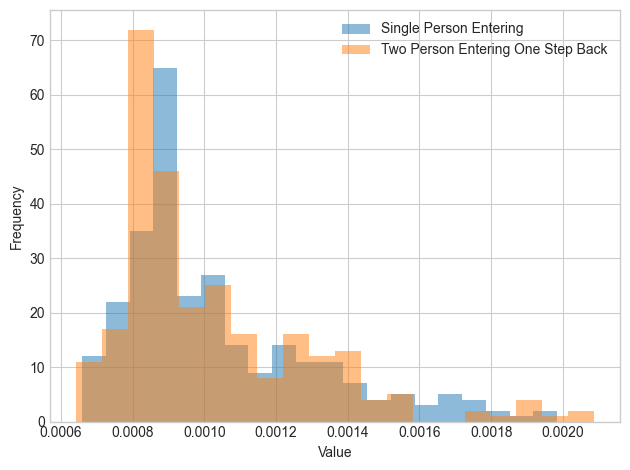 Single Person Entering
Two Person Entering One Step Back
70
60
50
40
30
20
10
0
Frequency
0.0006 0.0008 0.0010 0.0012 0.0014 0.0016 0.0018 0.0020
Value